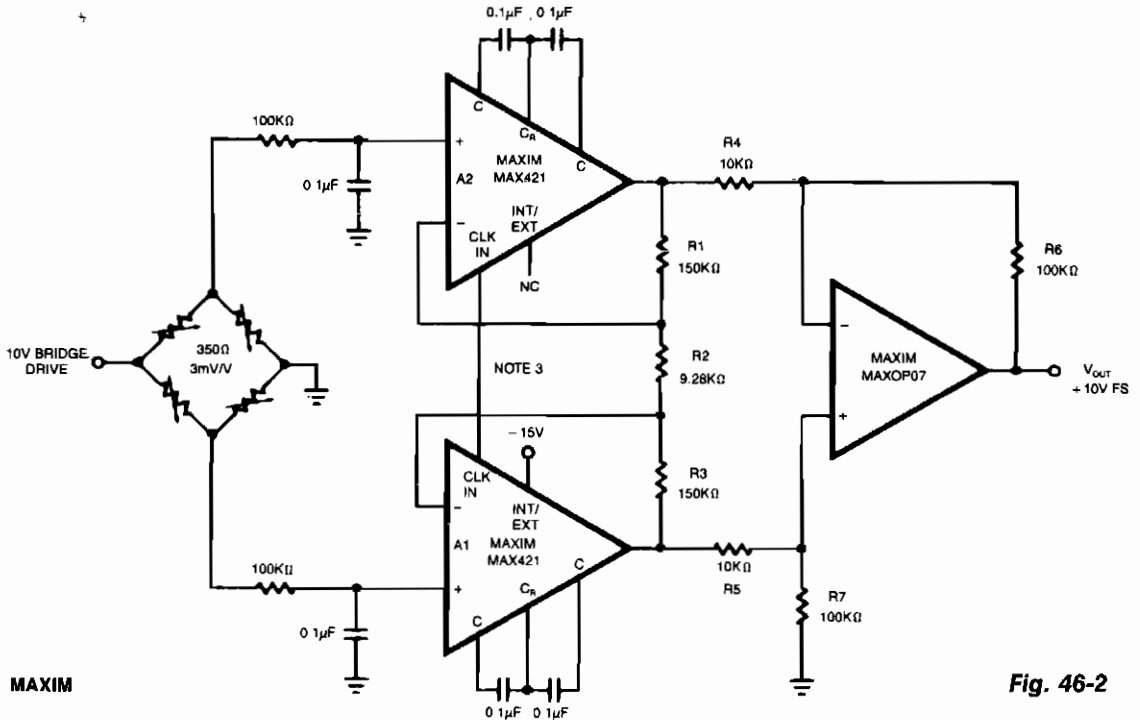 0.1µF , 0 1µF
100KΩ
0 1µF
C
CR
C
+
A2
MAXIM
MAX421
−
INT/
EXT
CLK
IN
NC
R4
10KΩ
R1
150KΩ
R6
100KΩ
10V BRIDGE
DRIVE
350Ω
3mV/V
NOTE 3
R2
9.28KΩ
−
MAXIM
MAXOP07
+
VOUT
+ 10V FS
− 15V
CLK
IN
−
INT/
EXT
A1
MAXIM
MAX421
+
C
CR
C
R3
150KΩ
10KΩ
R5
R7
100KΩ
100KΩ
0 1µF
0 1µF 0 1µF
MAXIM
Fig. 46-2